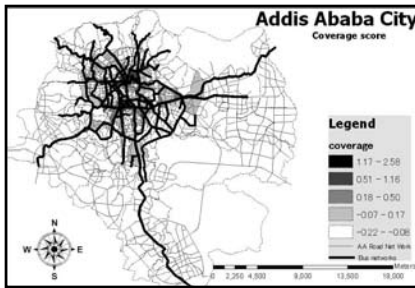 Addis Ababa City
Coverage score
Legend
coverage
1.17 – 2.58
0.51 – 1.16
0.18 – 0.50
-0.07 – 0.17
-0.22 – -0.08
AA Road Net Work
Bus networks
N
W E
S
Meters
0 2,250 4,500 9,000 13,500 18,000